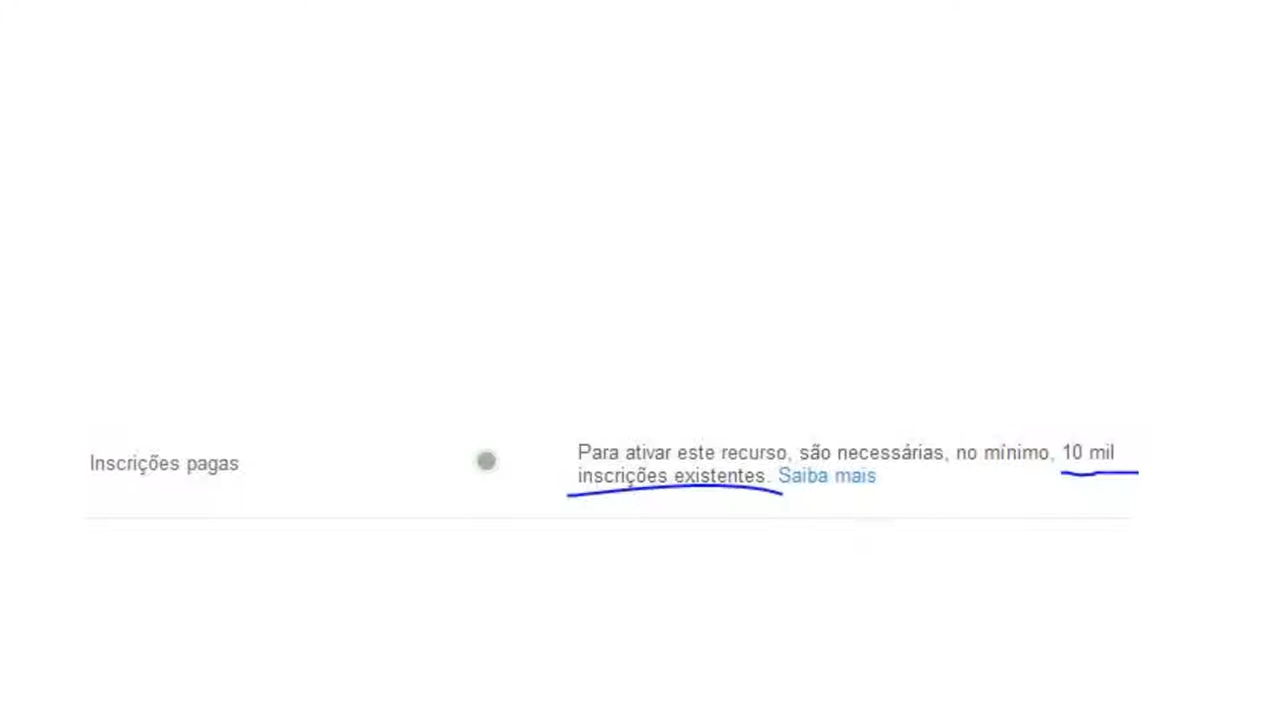 Inscrições pagas
Para ativar este recurso, são necessárias, no mínimo, 10 mil
inscrições existentes. Saiba mais